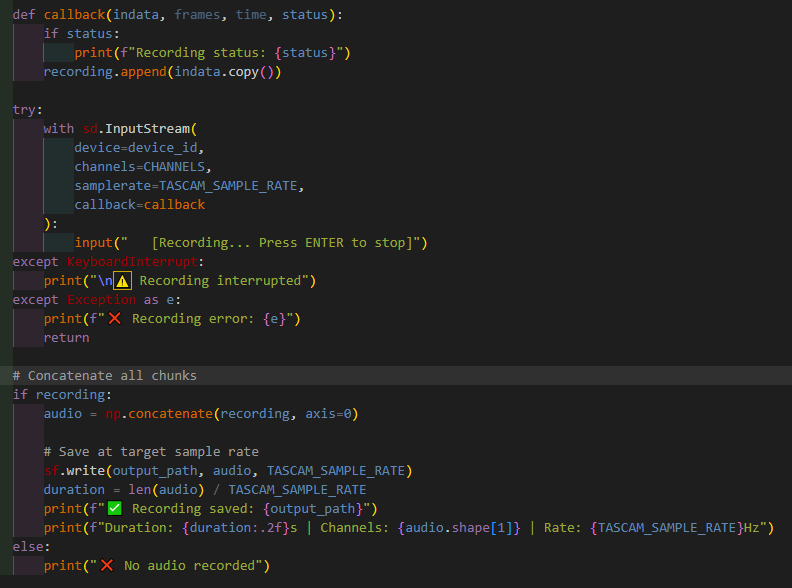 def callback(indata, frames, time, status):
    if status:
        print(f"Recording status: {status}")
    recording.append(indata.copy())

try:
    with sd.InputStream(
        device=device_id,
        channels=CHANNELS,
        samplerate=TASCAM_SAMPLE_RATE,
        callback=callback
    ):
        input("   [Recording... Press ENTER to stop]")
except KeyboardInterrupt:
    print("\n⚠ Recording interrupted")
except Exception as e:
    print(f"❌ Recording error: {e}")
    return

# Concatenate all chunks
if recording:
    audio = np.concatenate(recording, axis=0)

    # Save at target sample rate
    sf.write(output_path, audio, TASCAM_SAMPLE_RATE)
    duration = len(audio) / TASCAM_SAMPLE_RATE
    print(f"✅ Recording saved: {output_path}")
    print(f"Duration: {duration:.2f}s | Channels: {audio.shape[1]} | Rate: {TASCAM_SAMPLE_RATE}Hz")
else:
    print("❌ No audio recorded")